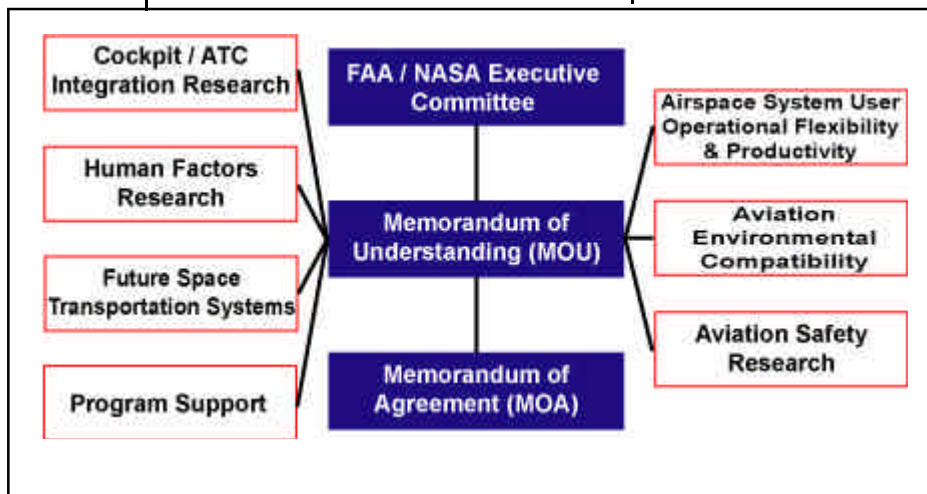 Cockpit / ATC
Integration Research
Human Factors
Research
Future Space
Transportation Systems
Program Support
FAA / NASA Executive
Committee
Memorandum of
Understanding (MOU)
Memorandum of
Agreement (MOA)
Airspace System User
Operational Flexibility
& Productivity
Aviation
Environmental
Compatibility
Aviation Safety
Research